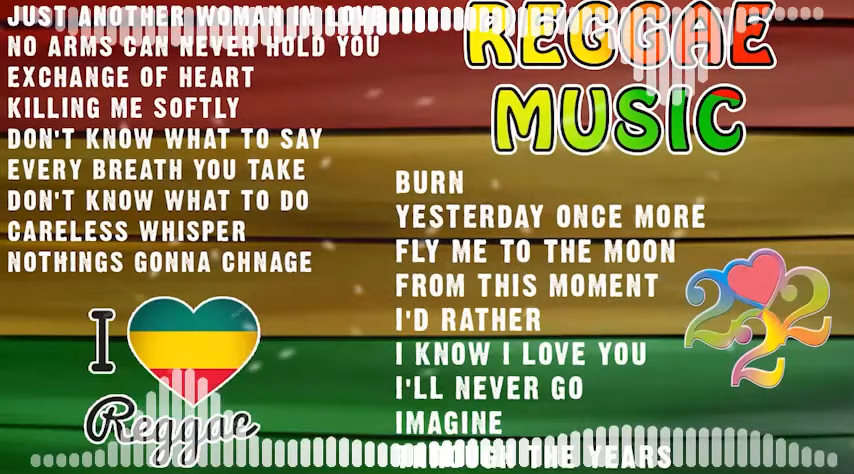 JUST ANOTHER WOMAN IN LOVE
NO ARMS CAN NEVER HOLD YOU
EXCHANGE OF HEART
KILLING ME SOFTLY
DON'T KNOW WHAT TO SAY
EVERY BREATH YOU TAKE
DON'T KNOW WHAT TO DO
CARELESS WHISPER
NOTHINGS GONNA CHNAGE
I
Reggae
REGGAE
MUSIC
BURN
YESTERDAY ONCE MORE
FLY ME TO THE MOON
FROM THIS MOMENT
I'D RATHER
I KNOW I LOVE YOU
I'LL NEVER GO
IMAGINE
THROUGH THE YEARS
222